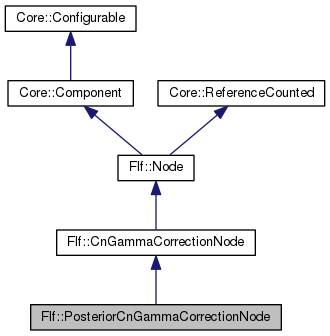 Core::Configurable
Core::Component
Core::ReferenceCounted
Flf::Node
Flf::CnGammaCorrectionNode
Flf::PosteriorCnGammaCorrectionNode